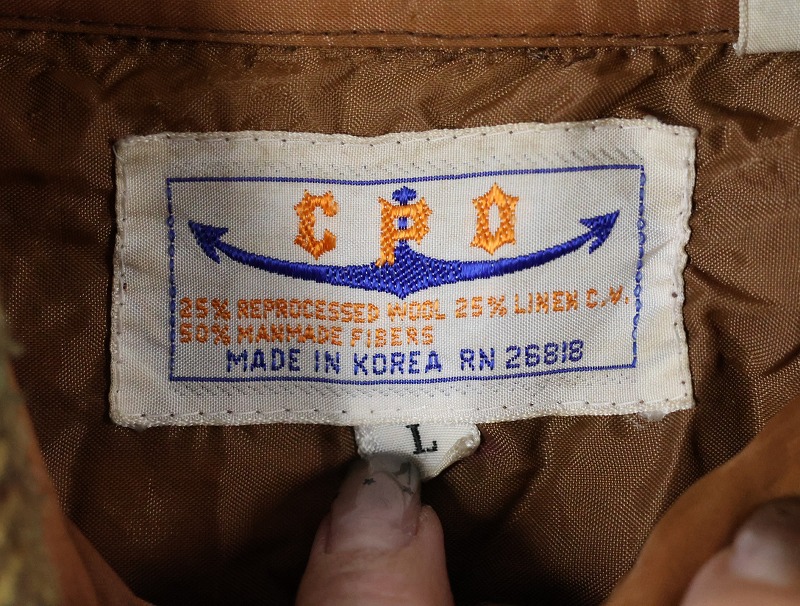 CPO
25% REPROCESSED WOOL 25% LINEN C.V.
50% MANMADE FIBERS
MADE IN KOREA RN 26818
L